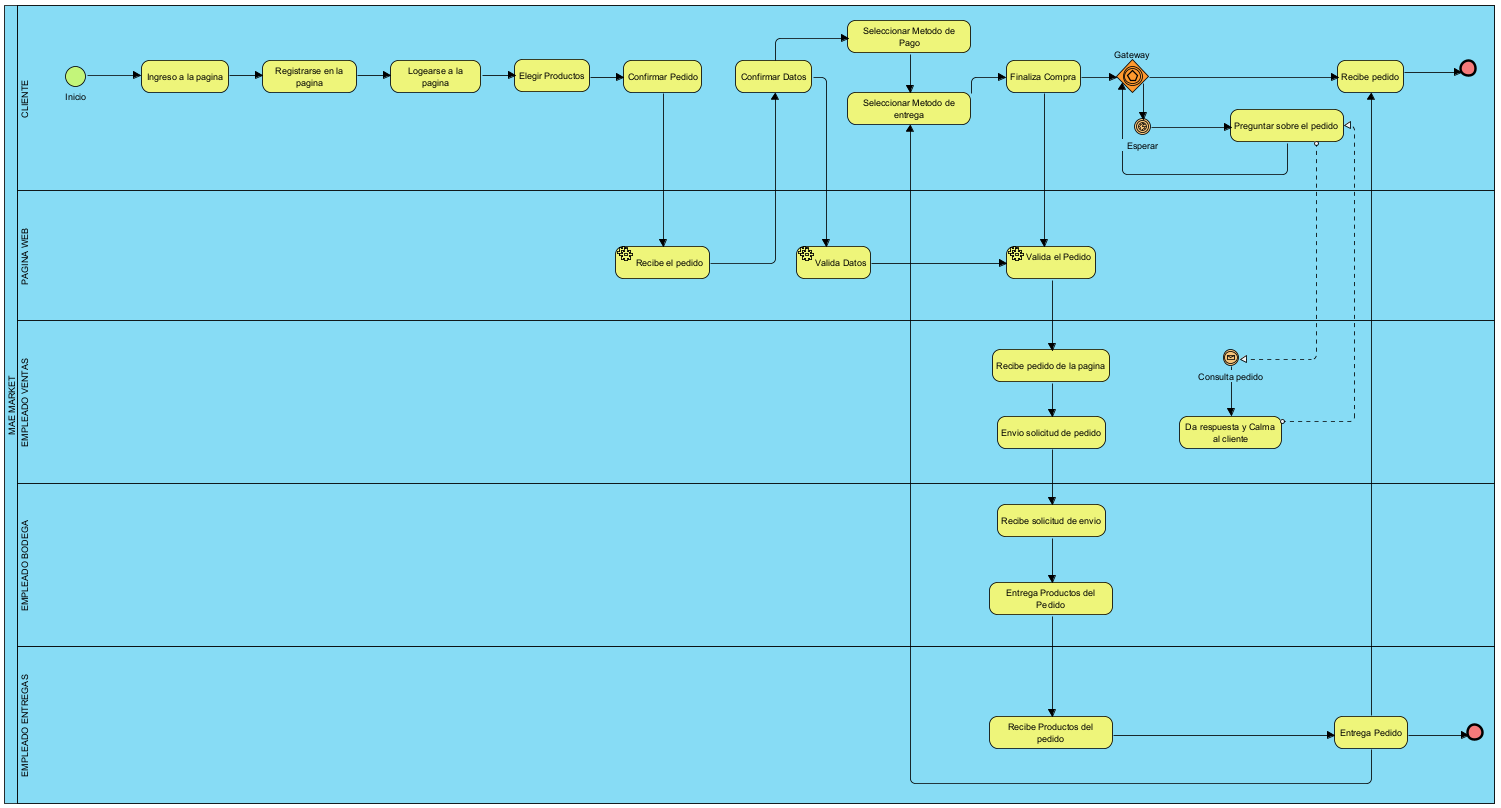 MAE MARKET
CLIENTE
Inicio
Ingreso a la pagina
Registrarse en la
pagina
Logearse a la
pagina
Elegir Productos
Confirmar Pedido
Confirmar Datos
Seleccionar Metodo de
Pago
Seleccionar Metodo de
entrega
Finaliza Compra
Gateway
Esperar
Preguntar sobre el pedido
Recibe pedido
PAGINA WEB
Recibe el pedido
Valida Datos
Valida el Pedido
EMPLEADO VENTAS
Recibe pedido de la pagina
Envio solicitud de pedido
Consulta pedido
Da respuesta y Calma
al cliente
EMPLEADO BODEGA
Recibe solicitud de envio
Entrega Productos del
Pedido
EMPLEADO ENTREGAS
Recibe Productos del
pedido
Entrega Pedido